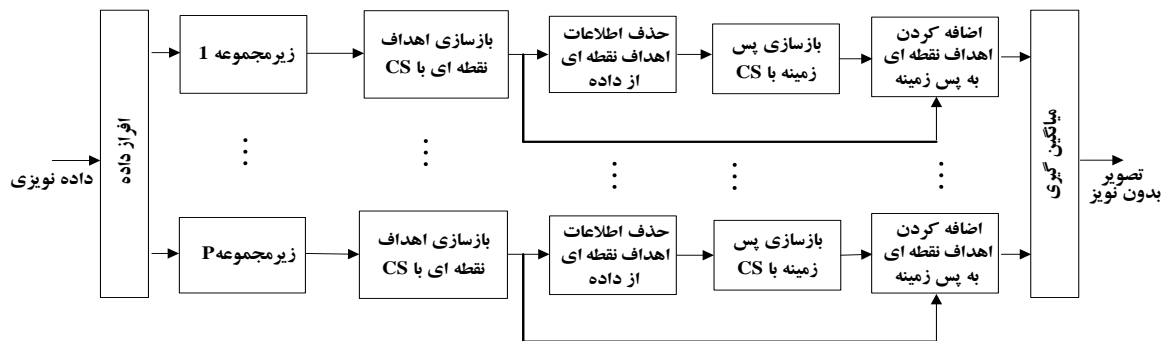 داده نویزی
افراز داده
زیرمجموعه 1
بازسازی اهداف
نقطه ای با CS
حذف اطلاعات
اهداف نقطه ای
از داده
بازسازی پس
زمینه با CS
اضافه کردن
اهداف نقطه ای
به پس زمینه
زیرمجموعهP
بازسازی اهداف
نقطه ای با CS
حذف اطلاعات
اهداف نقطه ای
از داده
بازسازی پس
زمینه با CS
اضافه کردن
اهداف نقطه ای
به پس زمینه
میانگین گیری
تصویر
بدون نویز